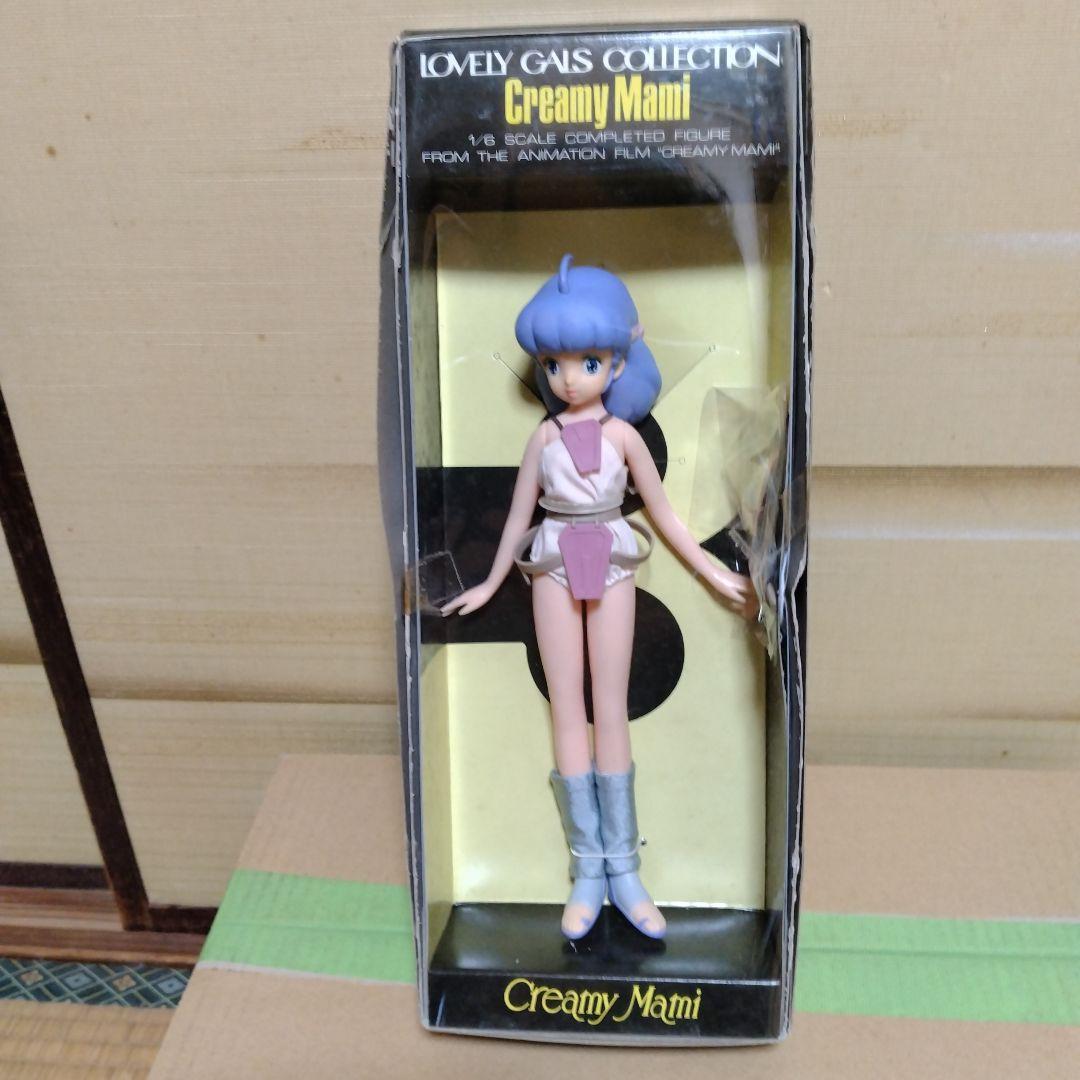 LOVELY GALS COLLECTION
Creamy Mami
1/6 SCALE COMPLETED FIGURE
FROM THE ANIMATION FILM "CREAMY MAMI"
Creamy Mami